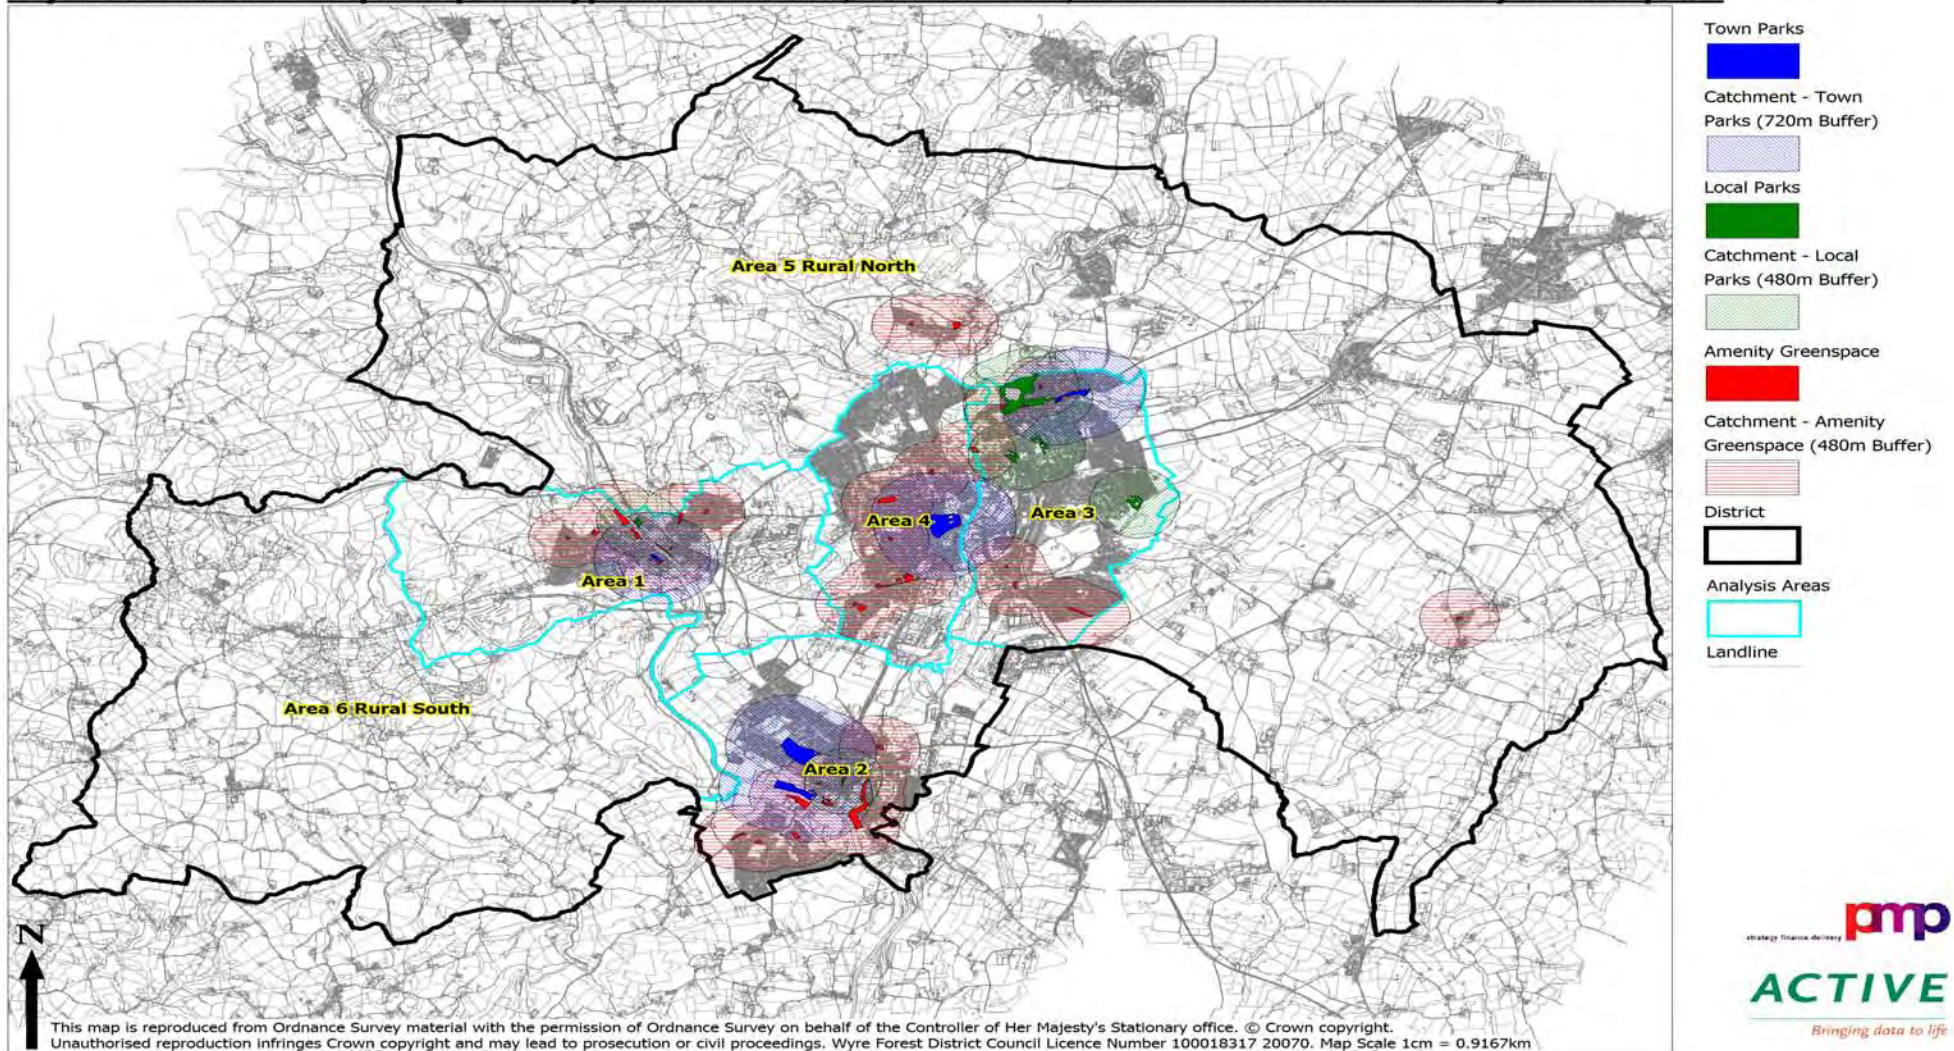 Town Parks
Catchment - Town
Parks (720m Buffer)
Local Parks
Catchment - Local
Parks (480m Buffer)
Amenity Greenspace
Catchment - Amenity
Greenspace (480m Buffer)
District
Analysis Areas
Landline
Area 5 Rural North
Area 4
Area 3
Area 1
Area 6 Rural South
Area 2
N
strategy finance delivery pmp
ACTIVE
Bringing data to life
This map is reproduced from Ordnance Survey material with the permission of Ordnance Survey on behalf of the Controller of Her Majesty's Stationary office. © Crown copyright.
Unauthorised reproduction infringes Crown copyright and may lead to prosecution or civil proceedings. Wyre Forest District Council Licence Number 100018317 20070. Map Scale 1cm = 0.9167km